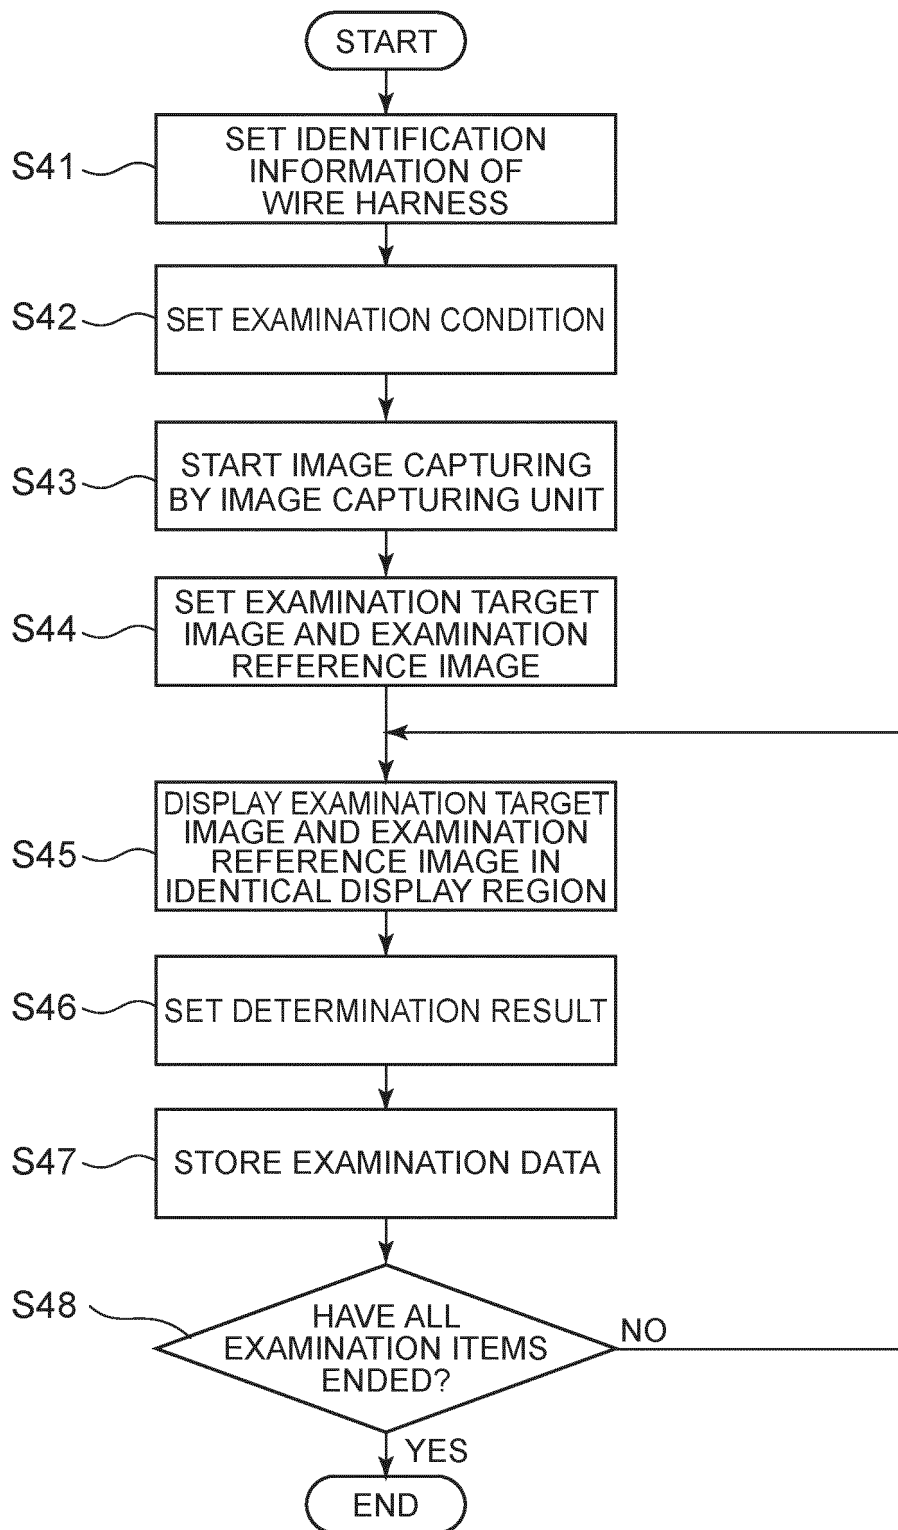 START
S41
SET IDENTIFICATION
INFORMATION OF
WIRE HARNESS
S42
SET EXAMINATION CONDITION
S43
START IMAGE CAPTURING
BY IMAGE CAPTURING UNIT
S44
SET EXAMINATION TARGET
IMAGE AND EXAMINATION
REFERENCE IMAGE
S45
DISPLAY EXAMINATION TARGET
IMAGE AND EXAMINATION
REFERENCE IMAGE IN
IDENTICAL DISPLAY REGION
S46
SET DETERMINATION RESULT
S47
STORE EXAMINATION DATA
S48
HAVE ALL
EXAMINATION ITEMS
ENDED?
NO
YES
END